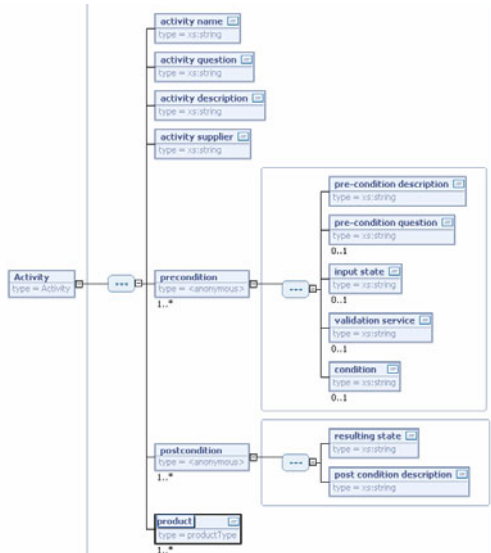 activity name
type = xs:string
activity question
type = xs:string
activity description
type = xs:string
activity supplier
type = xs:string
Activity
type = Activity
precondition
type = <anonymous>
1..*
pre-condition description
type = xs:string
pre-condition question
type = xs:string
0..1
input state
type = xs:string
0..1
validation service
type = xs:string
0..1
condition
type = xs:string
0..1
postcondition
type = <anonymous>
1..*
resulting state
type = xs:string
post condition description
type = xs:string
product
type = productType
1..*